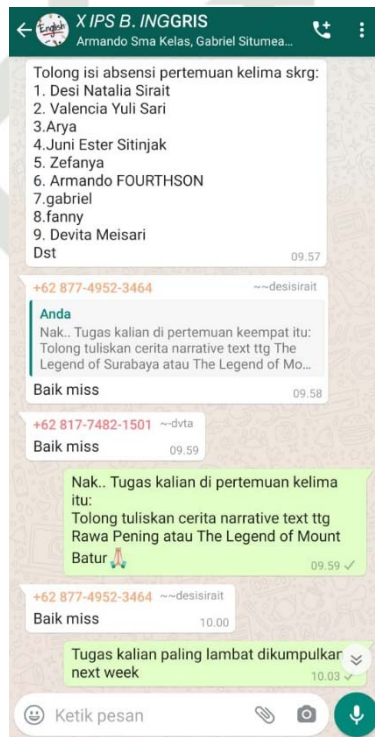 X IPS B. INGGRIS
Armando Sma Kelas, Gabriel Situmea...
Tolong isi absensi pertemuan kelima skrg:
1. Desi Natalia Sirait
2. Valencia Yuli Sari
3.Arya
4.Juni Ester Sitinjak
5. Zefanya
6. Armando FOURTHSON
7.gabriel
8.fanny
9. Devita Meisari
Dst
09.57
+62 877-4952-3464 ~~desisirait
Anda
Nak.. Tugas kalian di pertemuan keempat itu:
Tolong tuliskan cerita narrative text ttg The
Legend of Surabaya atau The Legend of Mo...
Baik miss 09.58
+62 817-7482-1501 ~~dvta
Baik miss 09.59
Nak.. Tugas kalian di pertemuan kelima
itu:
Tolong tuliskan cerita narrative text ttg
Rawa Pening atau The Legend of Mount
Batur🙏
09.59
+62 877-4952-3464 ~~desisirait
Baik miss 10.00
Tugas kalian paling lambat dikumpulkan
next week 10.03
Ketik pesan